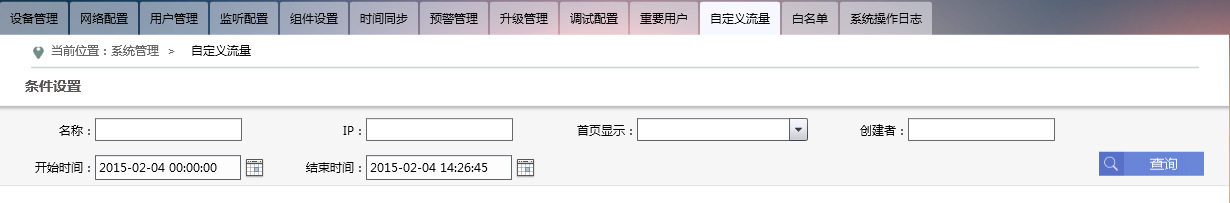 设备管理 网络配置 用户管理 监听配置 组件设置 时间同步 预警管理 升级管理 调试配置 重要用户 自定义流量 白名单 系统操作日志
当前位置：系统管理 > 自定义流量
条件设置
名称： IP： 首页显示： 创建者：
开始时间： 2015-02-04 00:00:00 结束时间： 2015-02-04 14:26:45 查询